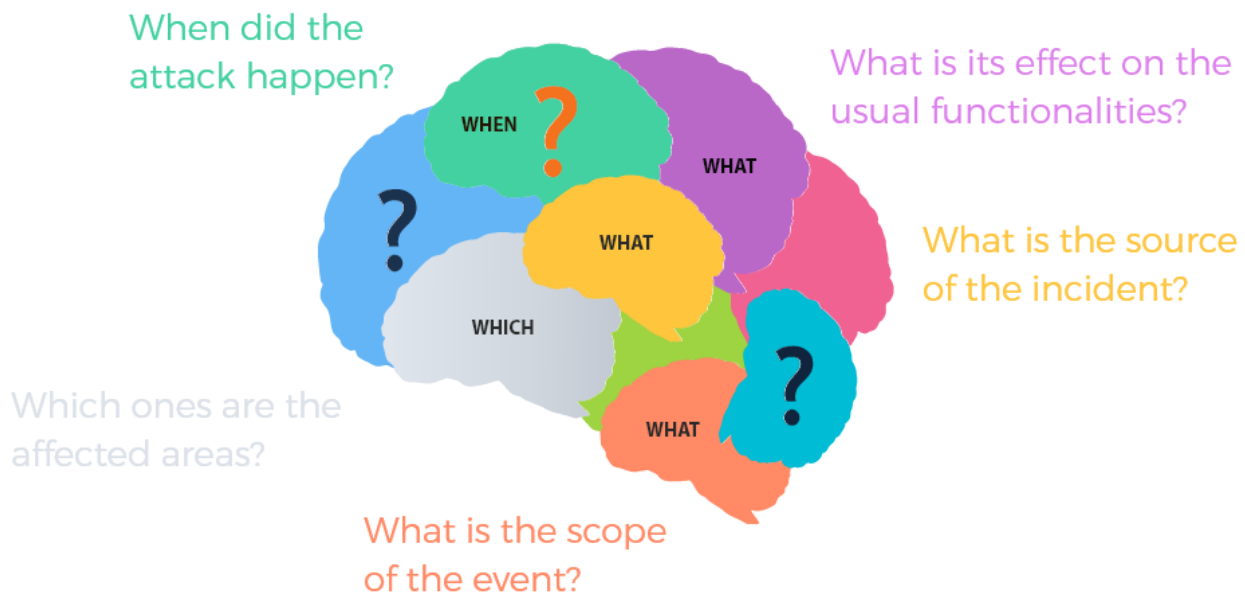 When did the
attack happen?
What is its effect on the
usual functionalities?
WHEN ?
WHAT
?
WHAT
What is the source
of the incident?
WHICH
?
Which ones are the
affected areas?
WHAT
What is the scope
of the event?